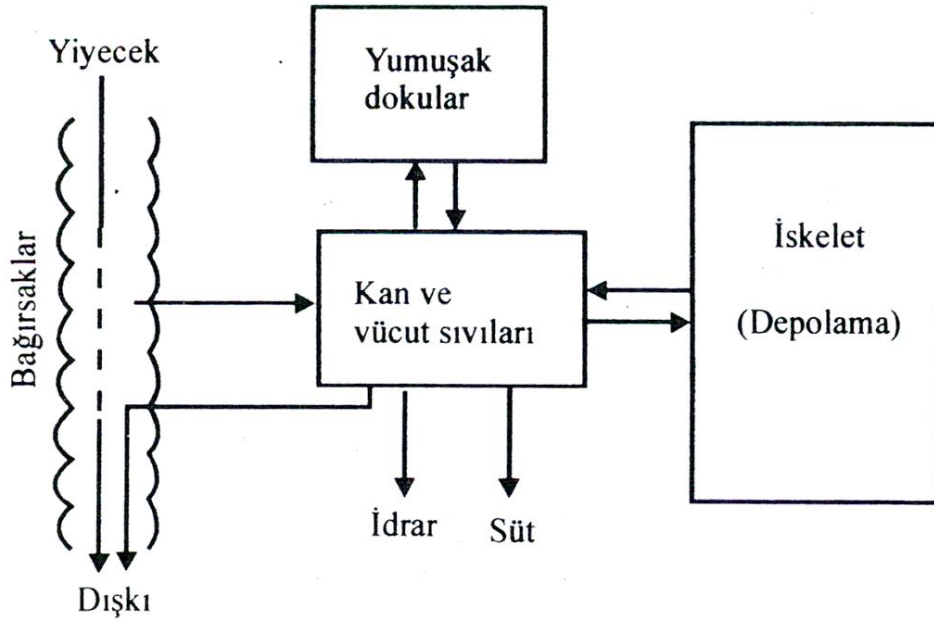 Yiyecek
Bağırsaklar
Yumuşak
dokular
Kan ve
vücut sıvıları
İskelet
(Depolama)
İdrar
Süt
Dışkı